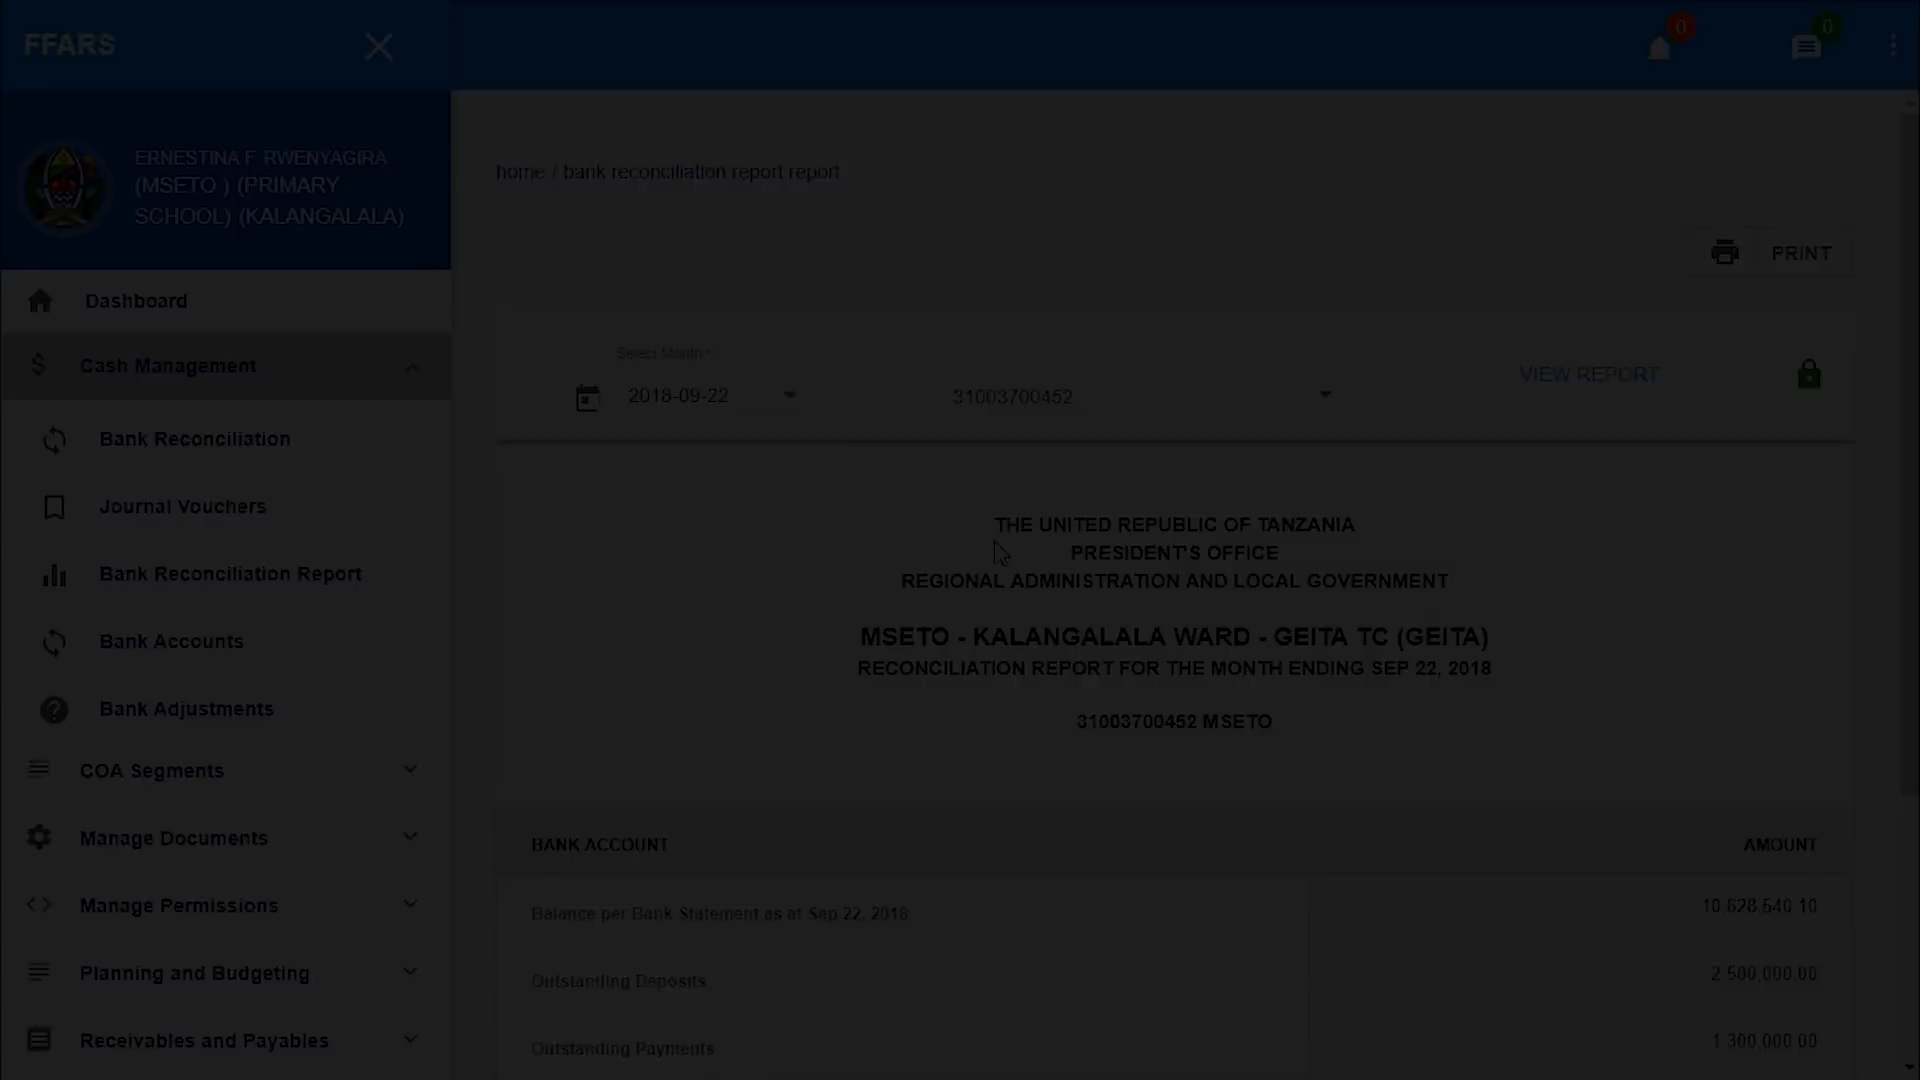 FFARS
0
0
ERNESTINA F RWENYAGIRA
(MSETO ) (PRIMARY
SCHOOL) (KALANGALALA)
Dashboard
Cash Management
Bank Reconciliation
Journal Vouchers
Bank Reconciliation Report
Bank Accounts
Bank Adjustments
COA Segments
Manage Documents
Manage Permissions
Planning and Budgeting
Receivables and Payables
home / bank reconciliation report report
PRINT
Select Month *
2018-09-22
31003700452
VIEW REPORT
THE UNITED REPUBLIC OF TANZANIA
PRESIDENT'S OFFICE
REGIONAL ADMINISTRATION AND LOCAL GOVERNMENT
MSETO - KALANGALALA WARD - GEITA TC (GEITA)
RECONCILIATION REPORT FOR THE MONTH ENDING SEP 22, 2018
31003700452 MSETO
BANK ACCOUNT AMOUNT
Balance per Bank Statement as at Sep 22, 2018 10,628,540.10
Outstanding Deposits 2,500,000.00
Outstanding Payments 1,300,000.00